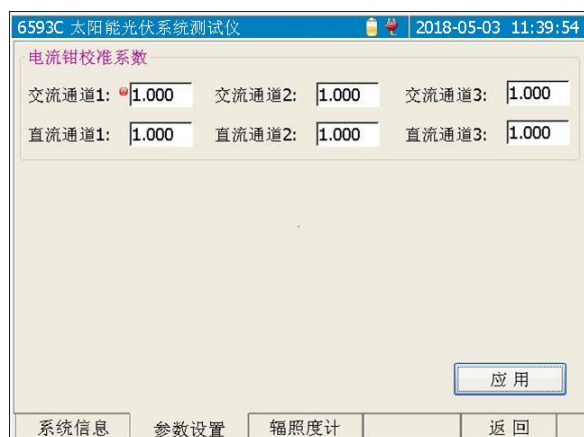 6593C 太阳能光伏系统测试仪 2018-05-03 11:39:54
电流钳校准系数
交流通道1: 1.000 交流通道2: 1.000 交流通道3: 1.000
直流通道1: 1.000 直流通道2: 1.000 直流通道3: 1.000
应用
系统信息 参数设置 辐照度计 返回